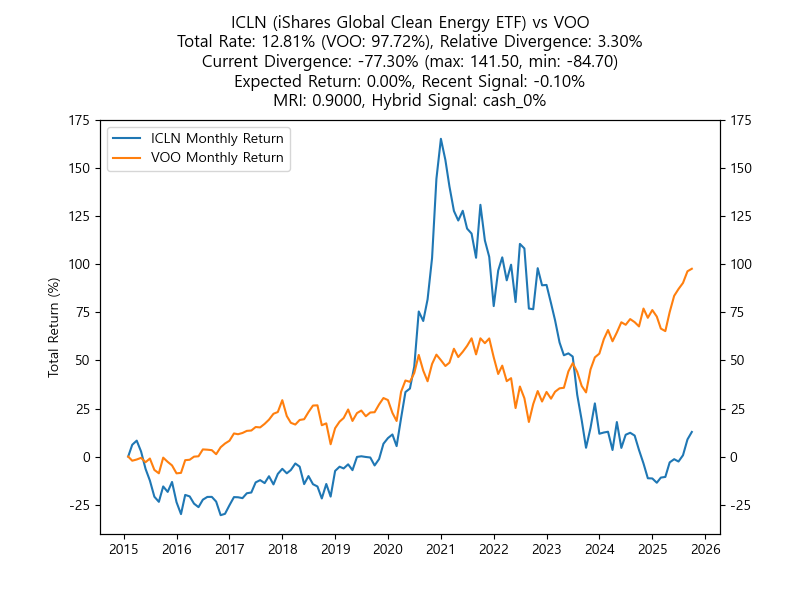 ICLN (iShares Global Clean Energy ETF) vs VOO
Total Rate: 12.81% (VOO: 97.72%), Relative Divergence: 3.30%
Current Divergence: -77.30% (max: 141.50, min: -84.70)
Expected Return: 0.00%, Recent Signal: -0.10%
MRI: 0.9000, Hybrid Signal: cash_0%
ICLN Monthly Return
VOO Monthly Return
Total Return (%)
175
150
125
100
75
50
25
0
-25
175
150
125
100
75
50
25
0
-25
2015 2016 2017 2018 2019 2020 2021 2022 2023 2024 2025 2026